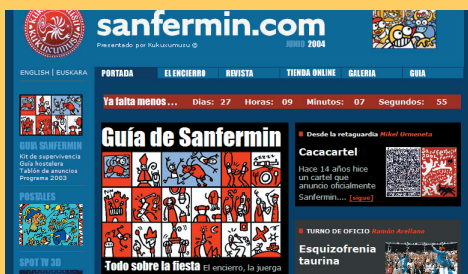 sanfermin.com
Presentado por Kukuxumusu ©
JUNIO 2004
ENGLISH | EUSKARA
PORTADA EL ENCIERRO REVISTA TIENDA ONLINE GALERIA GUIA
Ya falta menos... Dias: 27 Horas: 09 Minutos: 07 Segundos: 55
GUIA SANFERMIN
Kit de supervivencia
Guía hostelera
Tablón de anuncios
Programa 2003
POSTALES
SPOT TV 3D
Guía de Sanfermin
Todo sobre la fiesta El encierro, la juerga
Desde la retaguardia Mikel Urmeneta
Cacacartel
Hace 14 años hice
un cartel que
anuncio oficialmente
Sanfermin.... [sigue]
TURNO DE OFICIO Ramón Arellano
Esquizofrenia
taurina